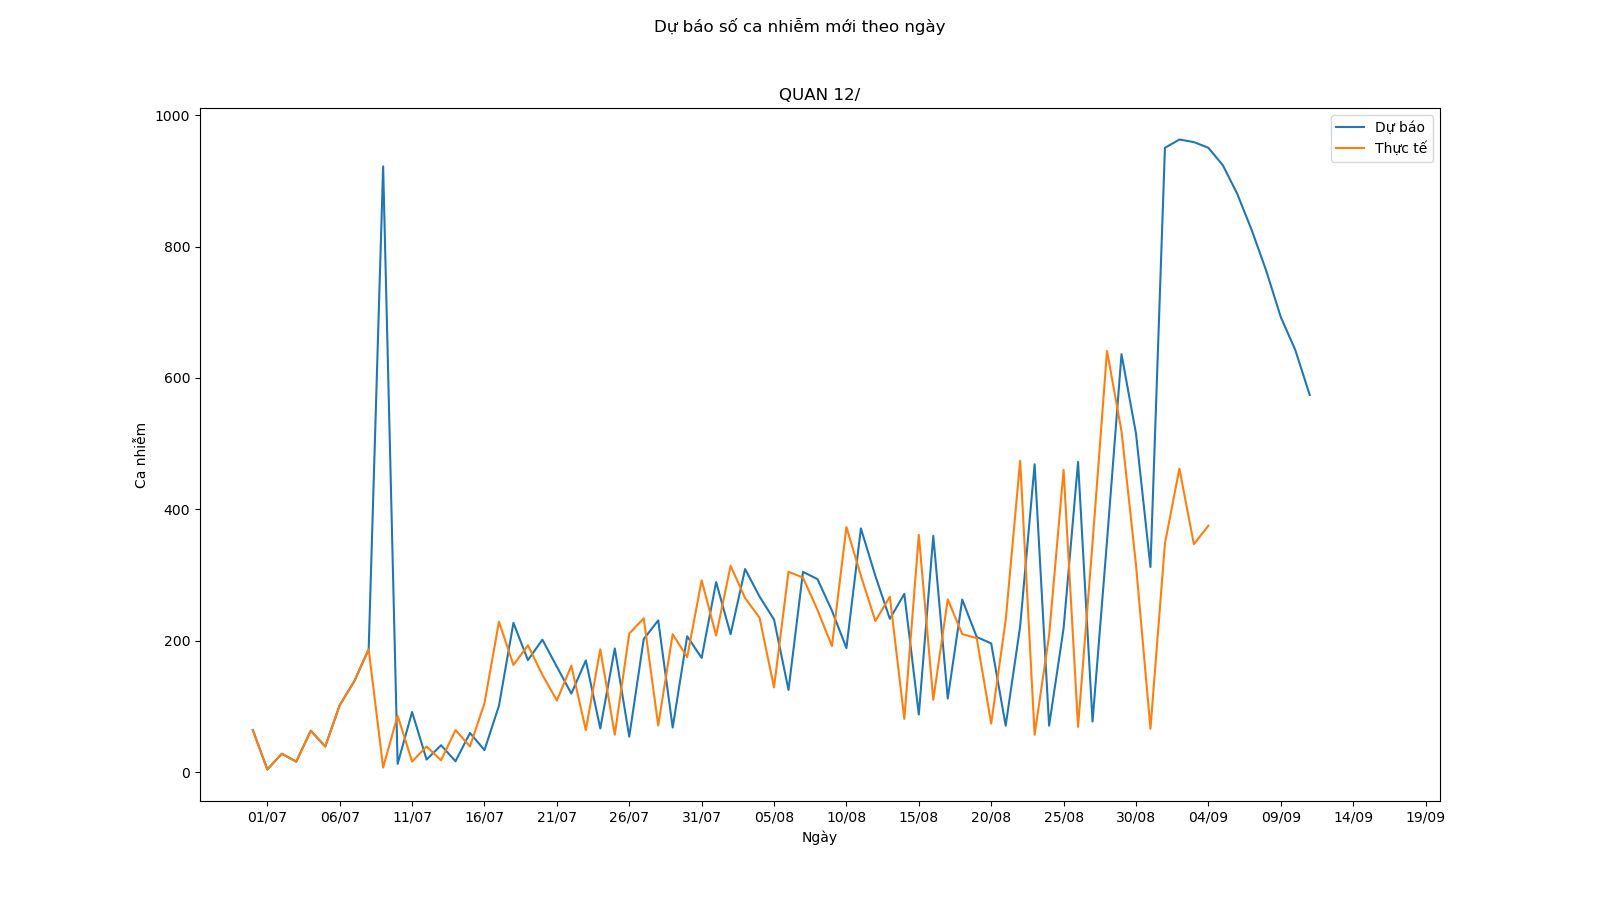 Dự báo số ca nhiễm mới theo ngày
QUAN 12/
Dự báo
Thực tế
Ca nhiễm
1000
800
600
400
200
0
01/07 06/07 11/07 16/07 21/07 26/07 31/07 05/08 10/08 15/08 20/08 25/08 30/08 04/09 09/09 14/09 19/09
Ngày